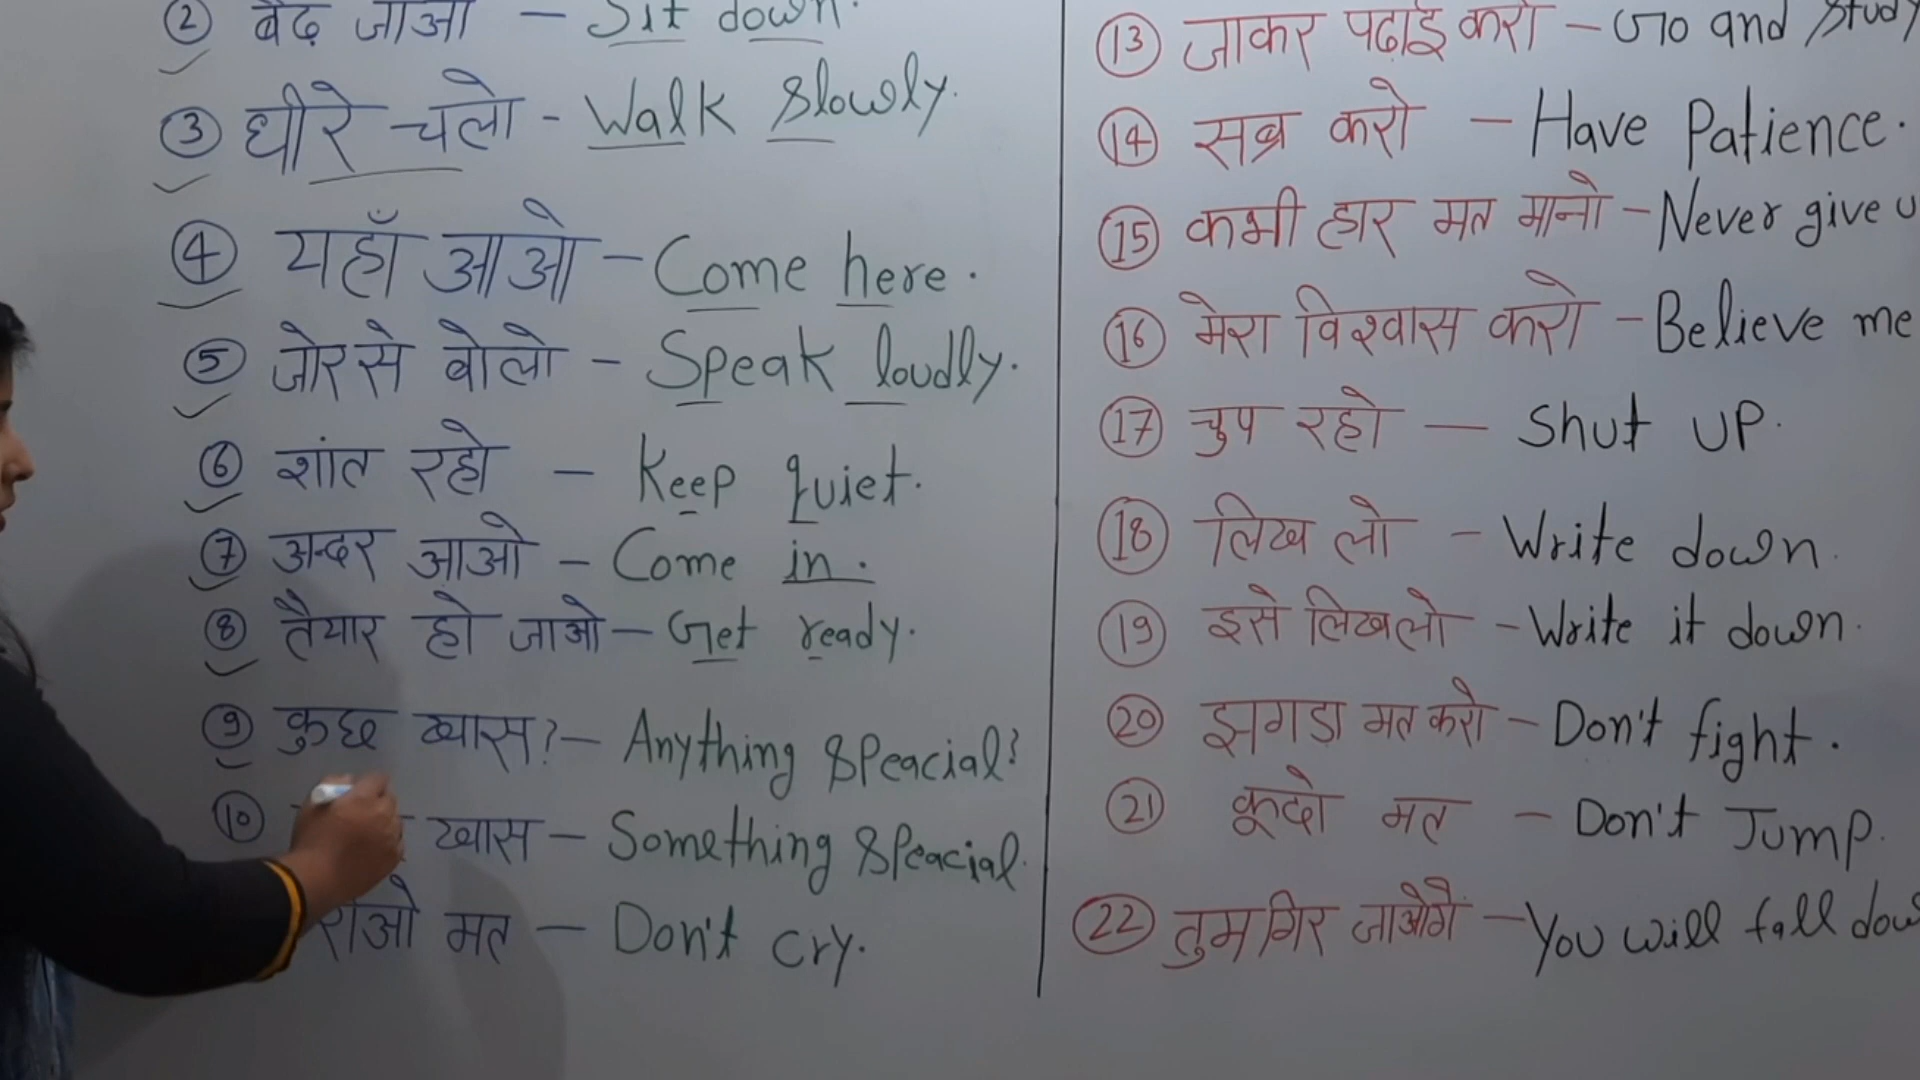 ② बैठ जाओ — Sit down.
③ धीरे चलो - Walk slowly.
④ यहाँ आओ - Come here.
⑤ जोर से बोलो - Speak loudly.
⑥ शांत रहो - Keep quiet.
⑦ अन्दर आओ - Come in.
⑧ तैयार हो जाओ - Get ready.
⑨ कुछ खास? - Anything speacial?
⑩ खास - Something speacial.
रोओ मत - Don't cry.
⑬ जाकर पढ़ाई करो - Go and study
⑭ सब्र करो - Have Patience.
⑮ कभी हार मत मानो - Never give u
⑯ मेरा विश्वास करो - Believe me
⑰ चुप रहो — Shut up.
⑱ लिख लो - Write down.
⑲ इसे लिखलो - Write it down.
⑳ झगडा मत करो - Don't fight.
㉑ कूदो मत - Don't Jump.
㉒ तुम गिर जाओगे - You will fall dow